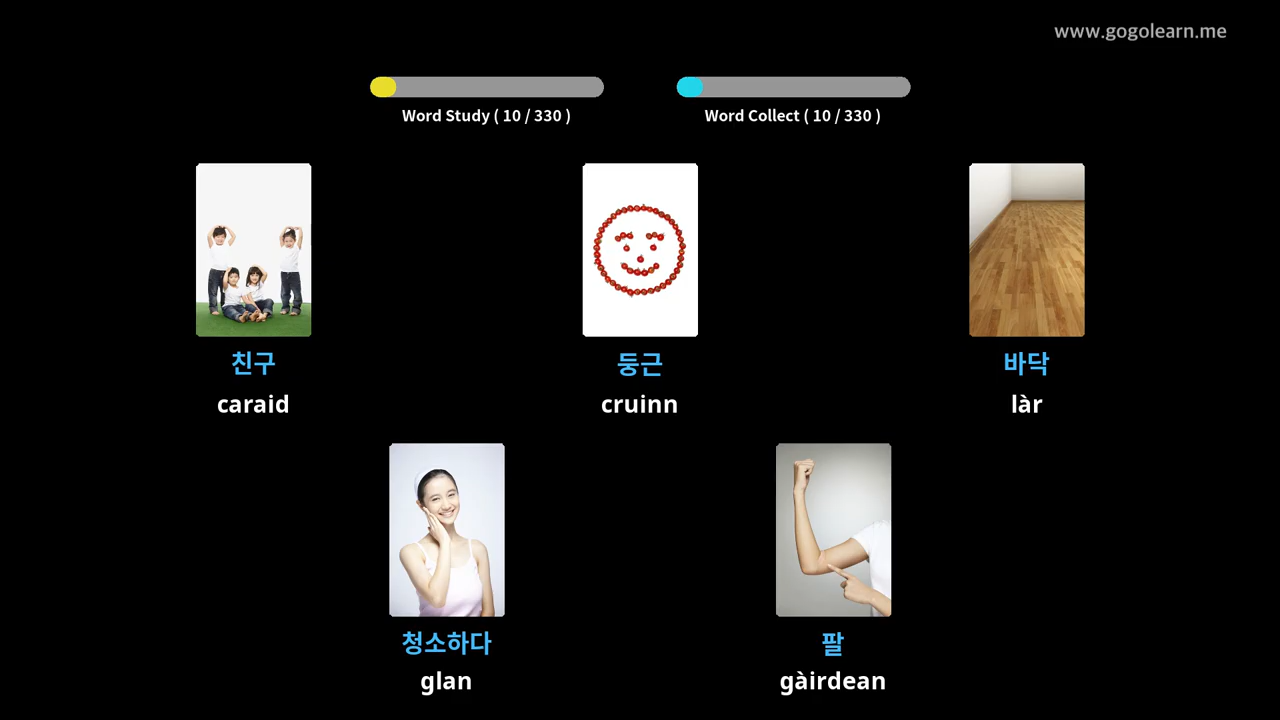 www.gogolearn.me
Word Study ( 10 / 330 )
Word Collect ( 10 / 330 )
친구
caraid
둥근
cruinn
바닥
làr
청소하다
glan
팔
gàirdean